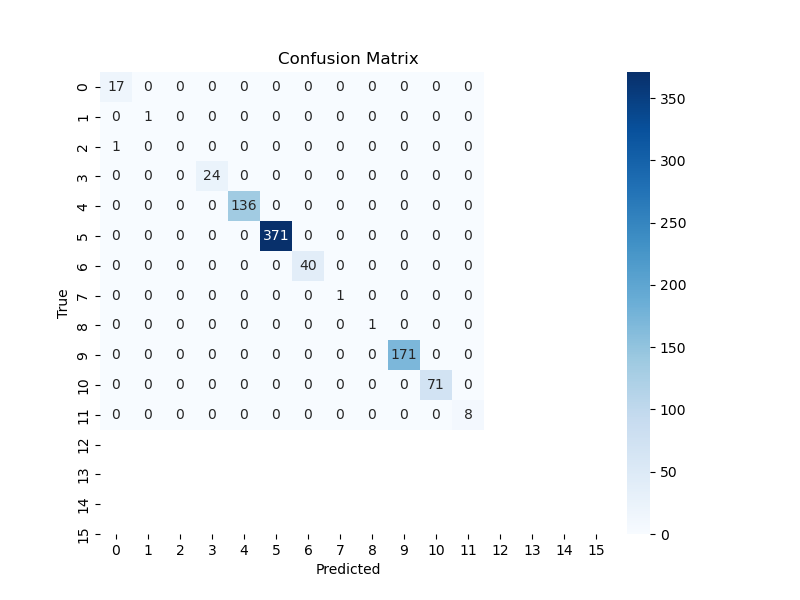 Confusion Matrix
0 17 0 0 0 0 0 0 0 0 0 0 0
1 0 1 0 0 0 0 0 0 0 0 0 0
2 1 0 0 0 0 0 0 0 0 0 0 0
3 0 0 0 24 0 0 0 0 0 0 0 0
4 0 0 0 0 136 0 0 0 0 0 0 0
5 0 0 0 0 0 371 0 0 0 0 0 0
6 0 0 0 0 0 0 40 0 0 0 0 0
7 0 0 0 0 0 0 0 1 0 0 0 0
8 0 0 0 0 0 0 0 0 1 0 0 0
9 0 0 0 0 0 0 0 0 0 171 0 0
10 0 0 0 0 0 0 0 0 0 0 71 0
11 0 0 0 0 0 0 0 0 0 0 0 8
12
13
14
15
True
0 1 2 3 4 5 6 7 8 9 10 11 12 13 14 15
Predicted
350
300
250
200
150
100
50
0